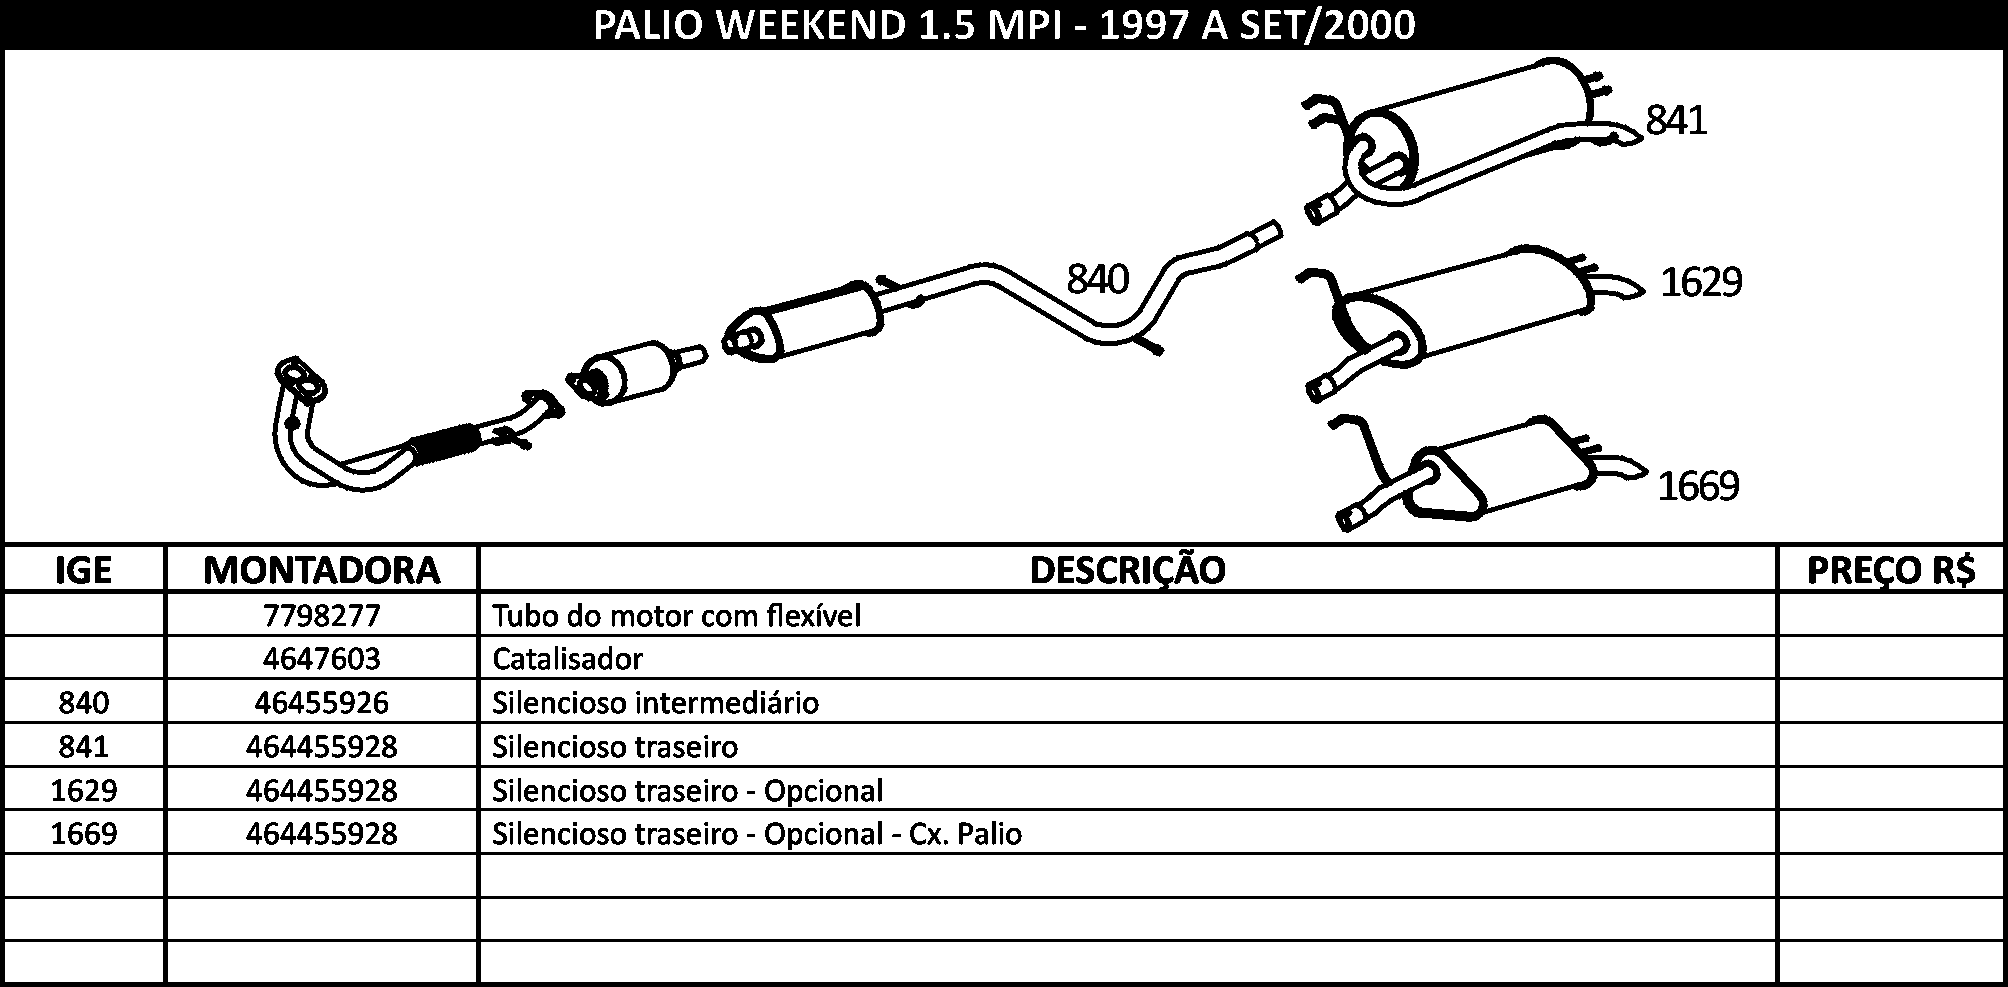 PALIO WEEKEND 1.5 MPI - 1997 A SET/2000
841
840
1629
1669
IGE MONTADORA DESCRIÇÃO PREÇO R$
7798277 Tubo do motor com flexível
4647603 Catalisador
840 46455926 Silencioso intermediário
841 464455928 Silencioso traseiro
1629 464455928 Silencioso traseiro - Opcional
1669 464455928 Silencioso traseiro - Opcional - Cx. Palio